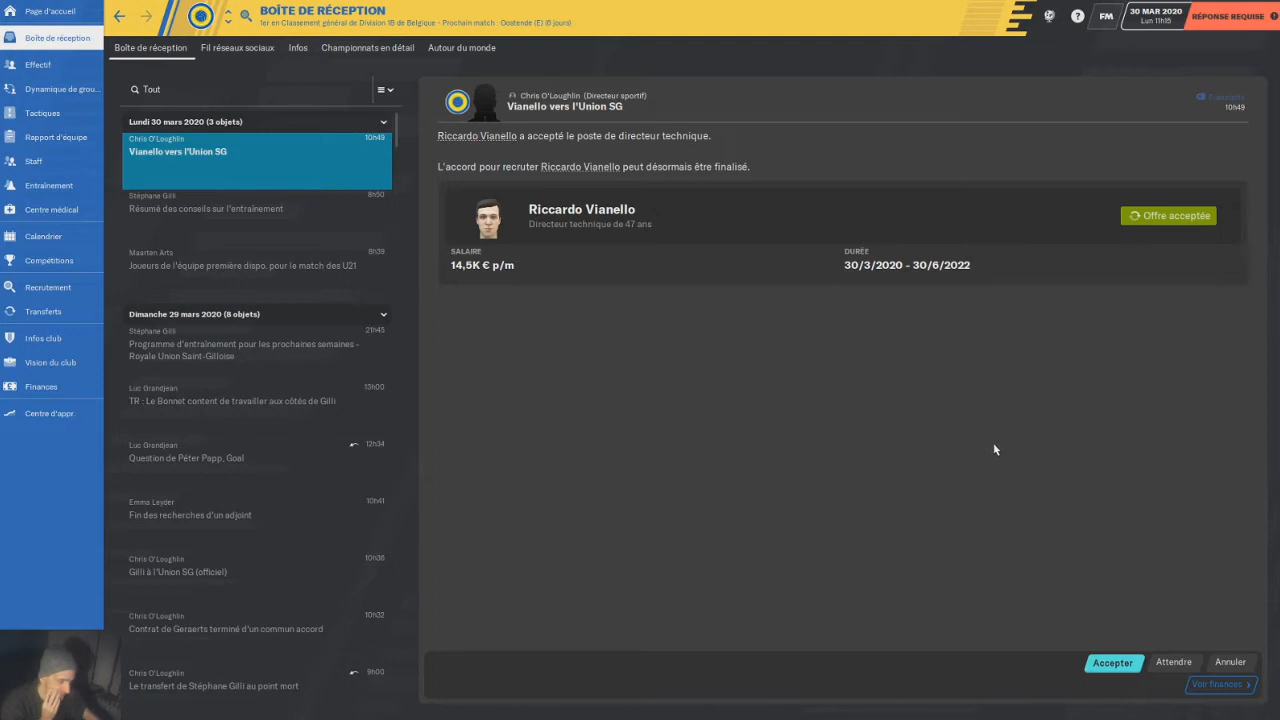 Page d'accueil
Boîte de réception
Effectif
Dynamique de grou...
Tactiques
Rapport d'équipe
Staff
Entraînement
Centre médical
Calendrier
Compétitions
Recrutement
Transferts
Infos club
Vision du club
Finances
Centre d'appr.
BOÎTE DE RÉCEPTION
1er en Classement général de Division 1B de Belgique - Prochain match : Oostende (E) (6 jours)
FM
30 MAR 2020
Lun 11h15
RÉPONSE REQUISE
Boîte de réception
Fil réseaux sociaux
Infos
Championnats en détail
Autour du monde
Tout
Lundi 30 mars 2020 (3 objets)
Chris O'Loughlin 10h49
Vianello vers l'Union SG
Stéphane Gilli 8h50
Résumé des conseils sur l'entraînement
Maarten Arts 8h39
Joueurs de l'équipe première dispo. pour le match des U21
Dimanche 29 mars 2020 (8 objets)
Stéphane Gilli 21h45
Programme d'entraînement pour les prochaines semaines -
Royale Union Saint-Gilloise
Luc Grandjean 13h00
TR : Le Bonnet content de travailler aux côtés de Gilli
Luc Grandjean 12h34
Question de Péter Papp, Goal
Emma Leyder 10h41
Fin des recherches d'un adjoint
Chris O'Loughlin 10h36
Gilli à l'Union SG (officiel)
Chris O'Loughlin 10h32
Contrat de Geraerts terminé d'un commun accord
Chris O'Loughlin 9h00
Le transfert de Stéphane Gilli au point mort
Chris O'Loughlin (Directeur sportif)
Vianello vers l'Union SG
Transferts
10h49
Riccardo Vianello a accepté le poste de directeur technique.
L'accord pour recruter Riccardo Vianello peut désormais être finalisé.
Riccardo Vianello
Directeur technique de 47 ans
Offre acceptée
SALAIRE
14,5K € p/m
DURÉE
30/3/2020 - 30/6/2022
Accepter
Attendre
Annuler
Voir finances